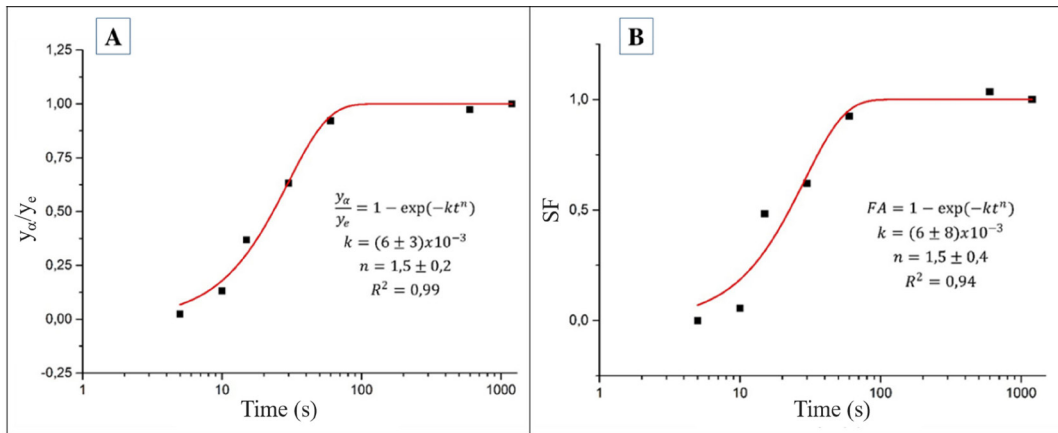 A
1,25
1,00
0,75
0,50
0,25
0,00
-0,25
yα/ye
1
10
100
1000
Time (s)
yα/ye = 1 − exp(−ktⁿ)
k = (6 ± 3)x10⁻³
n = 1,5 ± 0,2
R² = 0,99
B
1,0
0,5
0,0
SF
1
10
100
1000
Time (s)
FA = 1 − exp(−ktⁿ)
k = (6 ± 8)x10⁻³
n = 1,5 ± 0,4
R² = 0,94